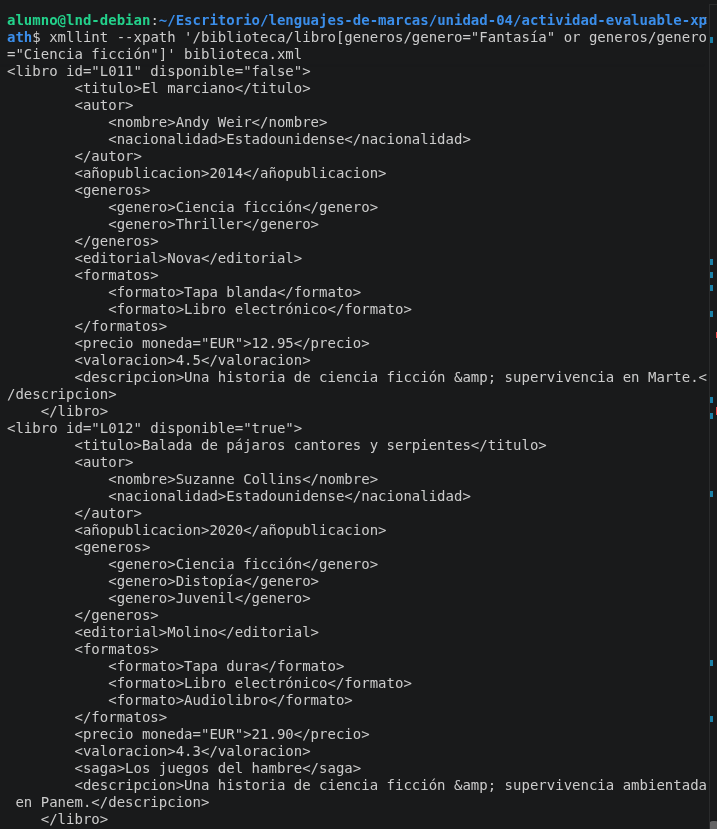 alumno@lnd-debian:~/Escritorio/lenguajes-de-marcas/unidad-04/actividad-evaluable-xp
ath$ xmllint --xpath '/biblioteca/libro[generos/genero="Fantasía" or generos/genero
="Ciencia ficción"]' biblioteca.xml
<libro id="L011" disponible="false">
        <titulo>El marciano</titulo>
        <autor>
            <nombre>Andy Weir</nombre>
            <nacionalidad>Estadounidense</nacionalidad>
        </autor>
        <añopublicacion>2014</añopublicacion>
        <generos>
            <genero>Ciencia ficción</genero>
            <genero>Thriller</genero>
        </generos>
        <editorial>Nova</editorial>
        <formatos>
            <formato>Tapa blanda</formato>
            <formato>Libro electrónico</formato>
        </formatos>
        <precio moneda="EUR">12.95</precio>
        <valoracion>4.5</valoracion>
        <descripcion>Una historia de ciencia ficción &amp; supervivencia en Marte.<
/descripcion>
    </libro>
<libro id="L012" disponible="true">
        <titulo>Balada de pájaros cantores y serpientes</titulo>
        <autor>
            <nombre>Suzanne Collins</nombre>
            <nacionalidad>Estadounidense</nacionalidad>
        </autor>
        <añopublicacion>2020</añopublicacion>
        <generos>
            <genero>Ciencia ficción</genero>
            <genero>Distopía</genero>
            <genero>Juvenil</genero>
        </generos>
        <editorial>Molino</editorial>
        <formatos>
            <formato>Tapa dura</formato>
            <formato>Libro electrónico</formato>
            <formato>Audiolibro</formato>
        </formatos>
        <precio moneda="EUR">21.90</precio>
        <valoracion>4.3</valoracion>
        <saga>Los juegos del hambre</saga>
        <descripcion>Una historia de ciencia ficción &amp; supervivencia ambientada
 en Panem.</descripcion>
    </libro>